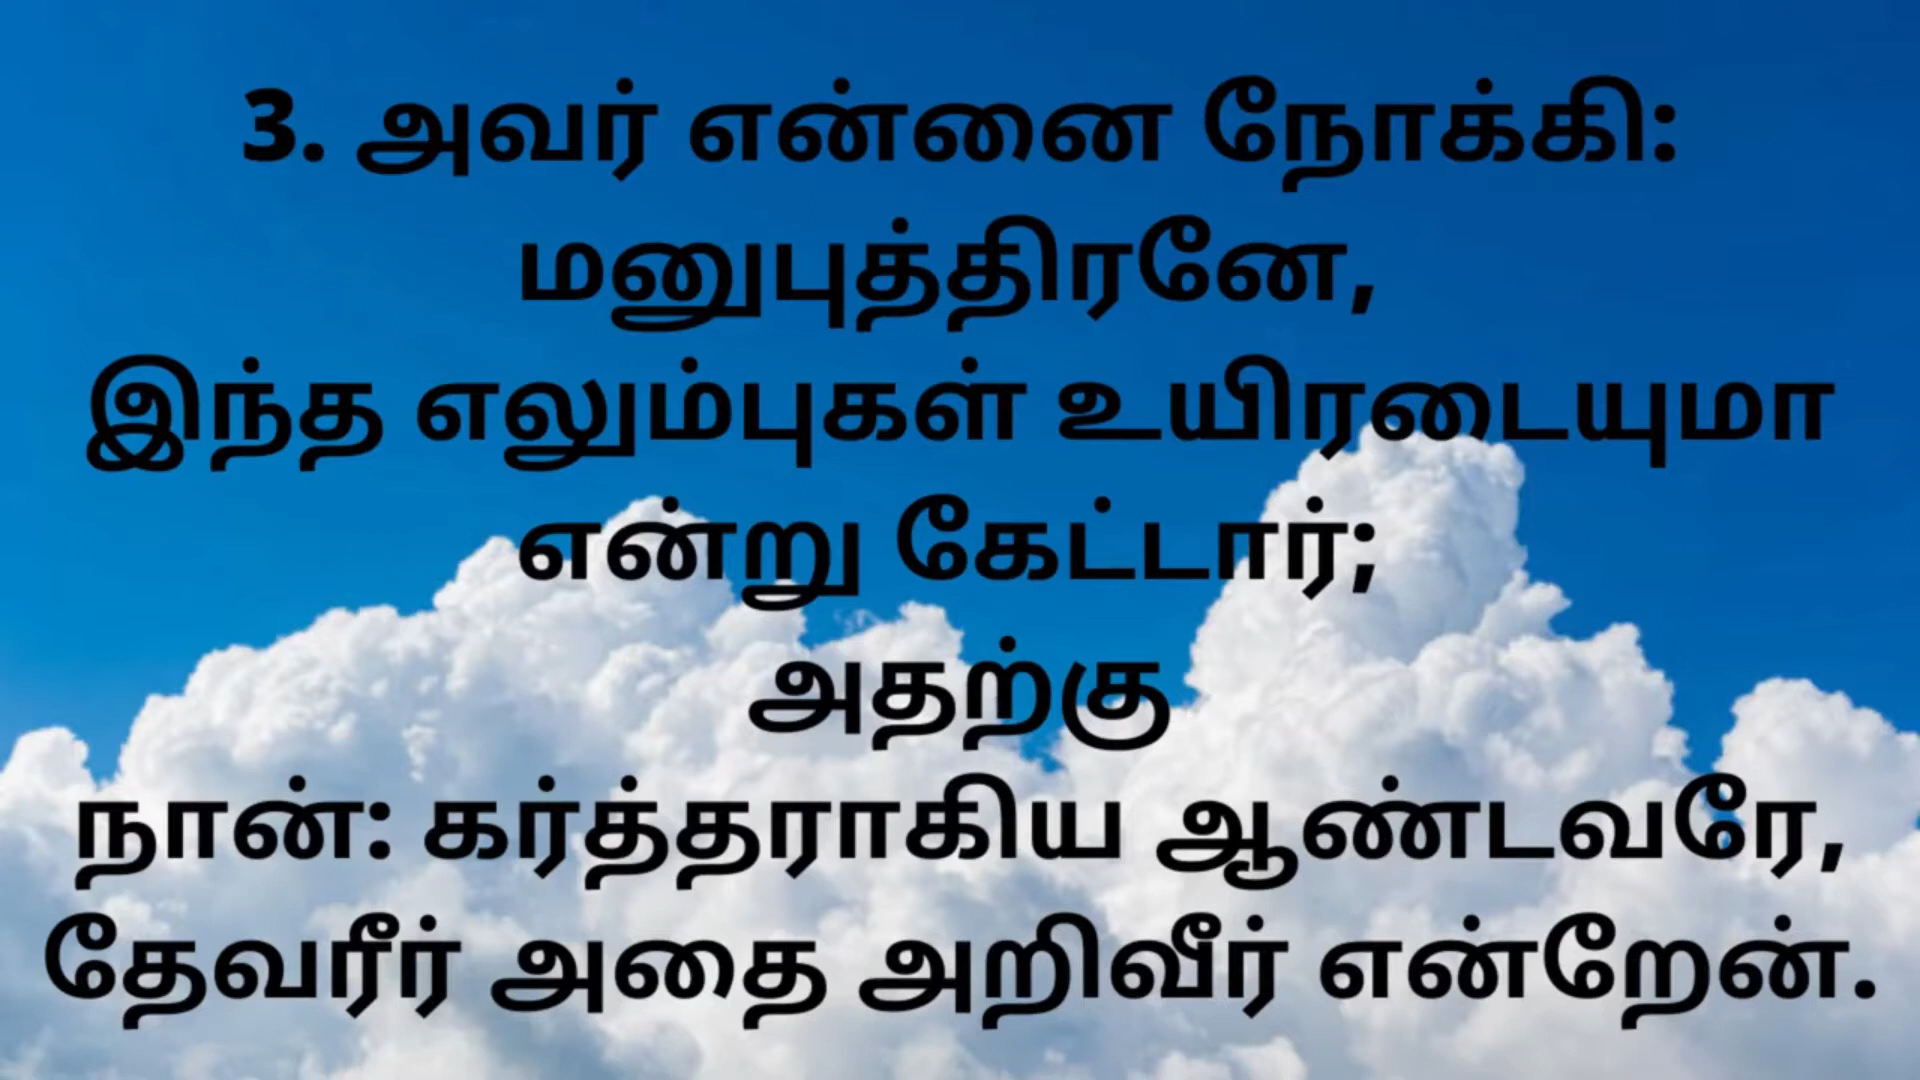 3. அவர் என்னை நோக்கி:
மனுபுத்திரனே,
இந்த எலும்புகள் உயிரடையுமா
என்று கேட்டார்;
அதற்கு
நான்: கர்த்தராகிய ஆண்டவரே,
தேவரீர் அதை அறிவீர் என்றேன்.